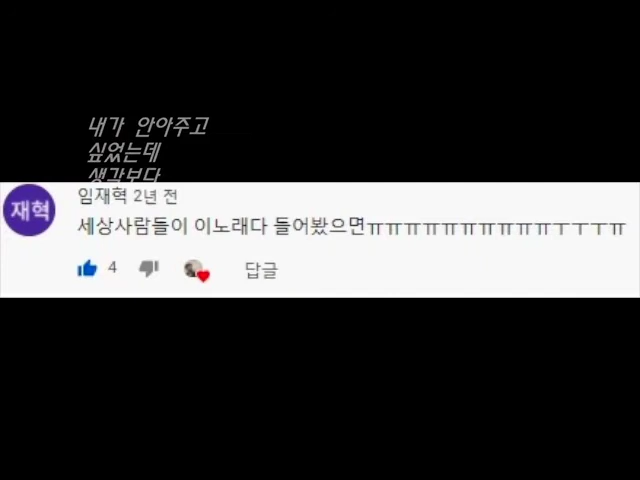 내가 안아주고
싶었는데
생각보다
재혁
임재혁 2년 전
세상사람들이 이노래다 들어봤으면ㅠㅠㅠㅠㅠㅠㅠㅠㅠㅠㅜㅜㅜㅠ
4
답글